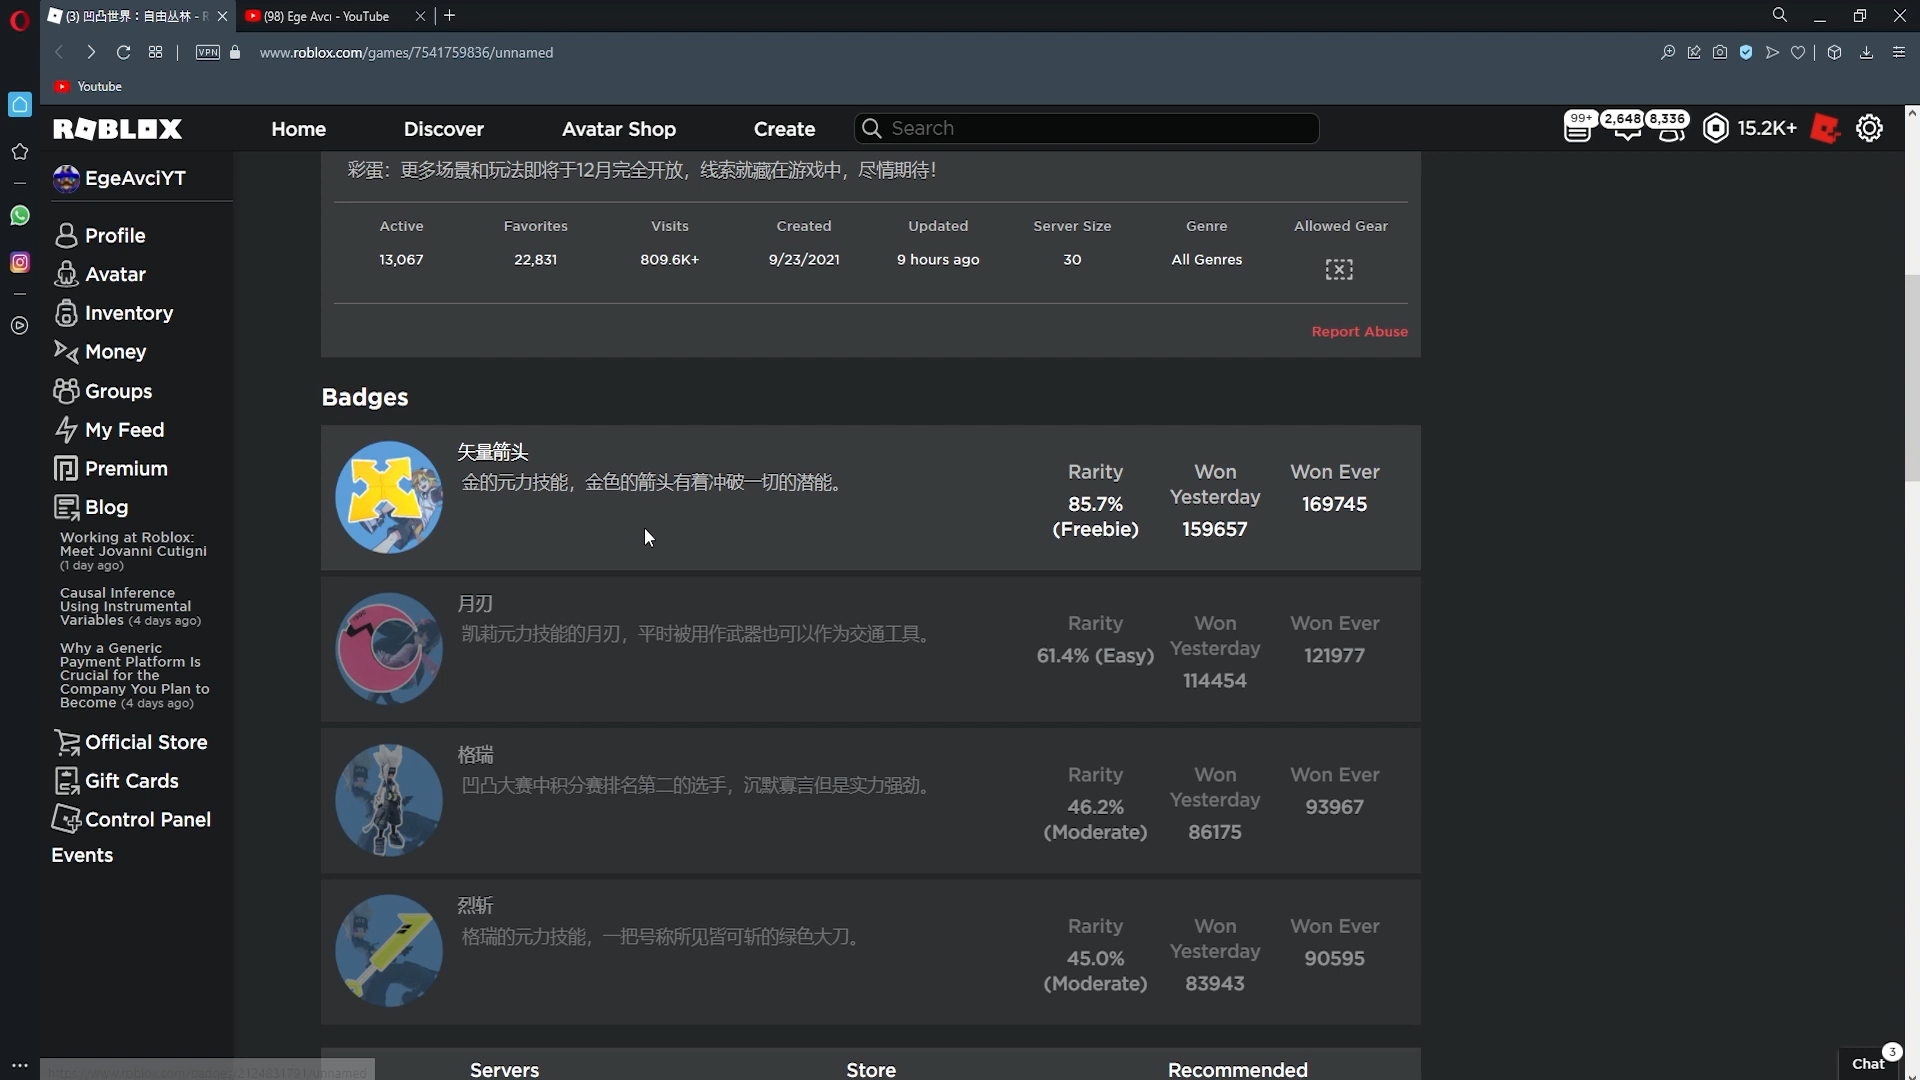 (3) 凹凸世界：自由丛林 - R
(98) Ege Avcı - YouTube
VPN
www.roblox.com/games/7541759836/unnamed
Youtube
ROBLOX
Home
Discover
Avatar Shop
Create
Search
99+
2,648
8,336
15.2K+
EgeAvciYT
Profile
Avatar
Inventory
Money
Groups
My Feed
Premium
Blog
Working at Roblox:
Meet Jovanni Cutigni
(1 day ago)
Causal Inference
Using Instrumental
Variables (4 days ago)
Why a Generic
Payment Platform Is
Crucial for the
Company You Plan to
Become (4 days ago)
Official Store
Gift Cards
Control Panel
Events
彩蛋：更多场景和玩法即将于12月完全开放，线索就藏在游戏中，尽情期待！
Active Favorites Visits Created Updated Server Size Genre Allowed Gear
13,067 22,831 809.6K+ 9/23/2021 9 hours ago 30 All Genres
Report Abuse
Badges
矢量箭头
金的元力技能，金色的箭头有着冲破一切的潜能。
Rarity
85.7%
(Freebie)
Won
Yesterday
159657
Won Ever
169745
月刃
凯莉元力技能的月刃，平时被用作武器也可以作为交通工具。
Rarity
61.4% (Easy)
Won
Yesterday
114454
Won Ever
121977
格瑞
凹凸大赛中积分赛排名第二的选手，沉默寡言但是实力强劲。
Rarity
46.2%
(Moderate)
Won
Yesterday
86175
Won Ever
93967
烈斩
格瑞的元力技能，一把号称所见皆可斩的绿色大刀。
Rarity
45.0%
(Moderate)
Won
Yesterday
83943
Won Ever
90595
Servers
Store
Recommended
Chat
3